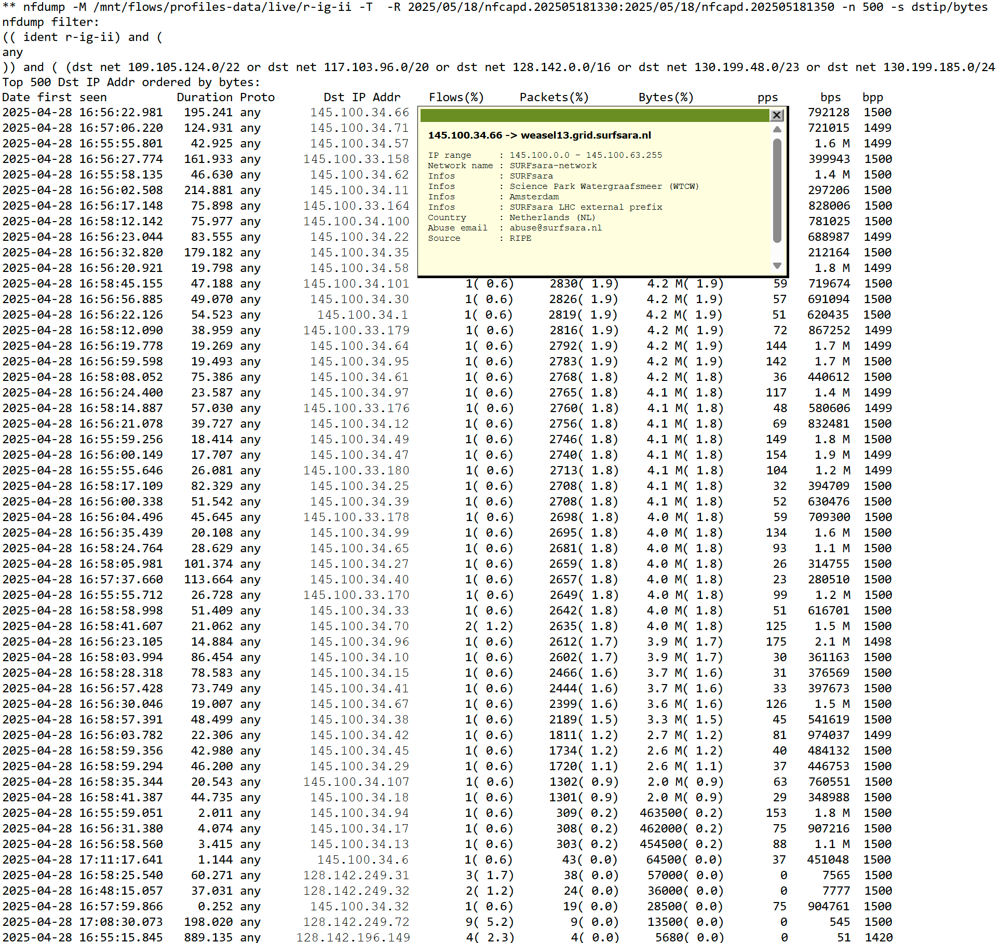 ** nfdump -M /mnt/flows/profiles-data/live/r-ig-ii -T  -R 2025/05/18/nfcapd.202505181330:2025/05/18/nfcapd.202505181350 -n 500 -s dstip/bytes
nfdump filter:
(( ident r-ig-ii) and (
any
)) and ( (dst net 109.105.124.0/22 or dst net 117.103.96.0/20 or dst net 128.142.0.0/16 or dst net 130.199.48.0/23 or dst net 130.199.185.0/24
Top 500 Dst IP Addr ordered by bytes:
Date first seen Duration Proto Dst IP Addr Flows(%) Packets(%) Bytes(%) pps bps bpp
2025-04-28 16:56:22.981 195.241 any 145.100.34.66 792128 1500
2025-04-28 16:57:06.220 124.931 any 145.100.34.71 721015 1499
145.100.34.66 -> weasel13.grid.surfsara.nl
2025-04-28 16:55:55.801 42.925 any 145.100.34.57 1.6 M 1499
IP range : 145.100.0.0 - 145.100.63.255
2025-04-28 16:56:27.774 161.933 any 145.100.33.158 399943 1500
Network name : SURFsara-network
2025-04-28 16:55:58.135 46.630 any 145.100.34.62 1.4 M 1500
Infos : SURFsara
Infos : Science Park Watergraafsmeer (WTCW)
2025-04-28 16:56:02.508 214.881 any 145.100.34.11 297206 1500
Infos : Amsterdam
2025-04-28 16:56:17.148 75.898 any 145.100.33.164 828006 1500
Infos : SURFsara LHC external prefix
Country : Netherlands (NL)
2025-04-28 16:58:12.142 75.977 any 145.100.34.100 781025 1500
Abuse email : abuse@surfsara.nl
2025-04-28 16:56:23.044 83.555 any 145.100.34.22 688987 1499
Source : RIPE
2025-04-28 16:56:32.820 179.182 any 145.100.34.35 212164 1500
2025-04-28 16:56:20.921 19.798 any 145.100.34.58 1.8 M 1499
2025-04-28 16:58:45.155 47.188 any 145.100.34.101 1( 0.6) 2830( 1.9) 4.2 M( 1.9) 59 719674 1500
2025-04-28 16:56:56.885 49.070 any 145.100.34.30 1( 0.6) 2826( 1.9) 4.2 M( 1.9) 57 691094 1500
2025-04-28 16:56:22.126 54.523 any 145.100.34.1 1( 0.6) 2819( 1.9) 4.2 M( 1.9) 51 620435 1500
2025-04-28 16:58:12.090 38.959 any 145.100.33.179 1( 0.6) 2816( 1.9) 4.2 M( 1.9) 72 867252 1499
2025-04-28 16:56:19.778 19.269 any 145.100.34.64 1( 0.6) 2792( 1.9) 4.2 M( 1.9) 144 1.7 M 1499
2025-04-28 16:56:59.598 19.493 any 145.100.34.95 1( 0.6) 2783( 1.9) 4.2 M( 1.9) 142 1.7 M 1500
2025-04-28 16:58:08.052 75.386 any 145.100.34.61 1( 0.6) 2768( 1.8) 4.2 M( 1.8) 36 440612 1500
2025-04-28 16:56:24.400 23.587 any 145.100.34.97 1( 0.6) 2765( 1.8) 4.1 M( 1.8) 117 1.4 M 1499
2025-04-28 16:58:14.887 57.030 any 145.100.33.176 1( 0.6) 2760( 1.8) 4.1 M( 1.8) 48 580606 1499
2025-04-28 16:56:21.078 39.727 any 145.100.34.12 1( 0.6) 2756( 1.8) 4.1 M( 1.8) 69 832481 1500
2025-04-28 16:55:59.256 18.414 any 145.100.34.49 1( 0.6) 2746( 1.8) 4.1 M( 1.8) 149 1.8 M 1500
2025-04-28 16:56:00.149 17.707 any 145.100.34.47 1( 0.6) 2740( 1.8) 4.1 M( 1.8) 154 1.9 M 1499
2025-04-28 16:55:55.646 26.081 any 145.100.33.180 1( 0.6) 2713( 1.8) 4.1 M( 1.8) 104 1.2 M 1499
2025-04-28 16:58:17.109 82.329 any 145.100.34.25 1( 0.6) 2708( 1.8) 4.1 M( 1.8) 32 394709 1500
2025-04-28 16:56:00.338 51.542 any 145.100.34.39 1( 0.6) 2708( 1.8) 4.1 M( 1.8) 52 630476 1500
2025-04-28 16:56:04.496 45.645 any 145.100.33.178 1( 0.6) 2698( 1.8) 4.0 M( 1.8) 59 709300 1500
2025-04-28 16:56:35.439 20.108 any 145.100.34.99 1( 0.6) 2695( 1.8) 4.0 M( 1.8) 134 1.6 M 1500
2025-04-28 16:58:24.764 28.629 any 145.100.34.65 1( 0.6) 2681( 1.8) 4.0 M( 1.8) 93 1.1 M 1500
2025-04-28 16:58:05.981 101.374 any 145.100.34.27 1( 0.6) 2659( 1.8) 4.0 M( 1.8) 26 314755 1500
2025-04-28 16:57:37.660 113.664 any 145.100.34.40 1( 0.6) 2657( 1.8) 4.0 M( 1.8) 23 280510 1500
2025-04-28 16:55:55.712 26.728 any 145.100.33.170 1( 0.6) 2649( 1.8) 4.0 M( 1.8) 99 1.2 M 1500
2025-04-28 16:58:58.998 51.409 any 145.100.34.33 1( 0.6) 2642( 1.8) 4.0 M( 1.8) 51 616701 1500
2025-04-28 16:58:41.607 21.062 any 145.100.34.70 2( 1.2) 2635( 1.8) 4.0 M( 1.8) 125 1.5 M 1500
2025-04-28 16:56:23.105 14.884 any 145.100.34.96 1( 0.6) 2612( 1.7) 3.9 M( 1.7) 175 2.1 M 1498
2025-04-28 16:58:03.994 86.454 any 145.100.34.10 1( 0.6) 2602( 1.7) 3.9 M( 1.7) 30 361163 1500
2025-04-28 16:58:28.318 78.583 any 145.100.34.15 1( 0.6) 2466( 1.6) 3.7 M( 1.6) 31 376569 1500
2025-04-28 16:56:57.428 73.749 any 145.100.34.41 1( 0.6) 2444( 1.6) 3.7 M( 1.6) 33 397673 1500
2025-04-28 16:56:30.046 19.007 any 145.100.34.67 1( 0.6) 2399( 1.6) 3.6 M( 1.6) 126 1.5 M 1500
2025-04-28 16:58:57.391 48.499 any 145.100.34.38 1( 0.6) 2189( 1.5) 3.3 M( 1.5) 45 541619 1500
2025-04-28 16:56:03.782 22.306 any 145.100.34.42 1( 0.6) 1811( 1.2) 2.7 M( 1.2) 81 974037 1499
2025-04-28 16:58:59.356 42.980 any 145.100.34.45 1( 0.6) 1734( 1.2) 2.6 M( 1.2) 40 484132 1500
2025-04-28 16:58:59.294 46.200 any 145.100.34.29 1( 0.6) 1720( 1.1) 2.6 M( 1.1) 37 446753 1500
2025-04-28 16:58:35.344 20.543 any 145.100.34.107 1( 0.6) 1302( 0.9) 2.0 M( 0.9) 63 760551 1500
2025-04-28 16:58:41.387 44.735 any 145.100.34.18 1( 0.6) 1301( 0.9) 2.0 M( 0.9) 29 348988 1500
2025-04-28 16:55:59.051 2.011 any 145.100.34.94 1( 0.6) 309( 0.2) 463500( 0.2) 153 1.8 M 1500
2025-04-28 16:56:31.380 4.074 any 145.100.34.17 1( 0.6) 308( 0.2) 462000( 0.2) 75 907216 1500
2025-04-28 16:56:58.560 3.415 any 145.100.34.13 1( 0.6) 303( 0.2) 454500( 0.2) 88 1.1 M 1500
2025-04-28 17:11:17.641 1.144 any 145.100.34.6 1( 0.6) 43( 0.0) 64500( 0.0) 37 451048 1500
2025-04-28 16:58:25.540 60.271 any 128.142.249.31 3( 1.7) 38( 0.0) 57000( 0.0) 0 7565 1500
2025-04-28 16:48:15.057 37.031 any 128.142.249.32 2( 1.2) 24( 0.0) 36000( 0.0) 0 7777 1500
2025-04-28 16:57:59.866 0.252 any 145.100.34.32 1( 0.6) 19( 0.0) 28500( 0.0) 75 904761 1500
2025-04-28 17:08:30.073 198.020 any 128.142.249.72 9( 5.2) 9( 0.0) 13500( 0.0) 0 545 1500
2025-04-28 16:55:15.845 889.135 any 128.142.196.149 4( 2.3) 4( 0.0) 5680( 0.0) 0 51 1420